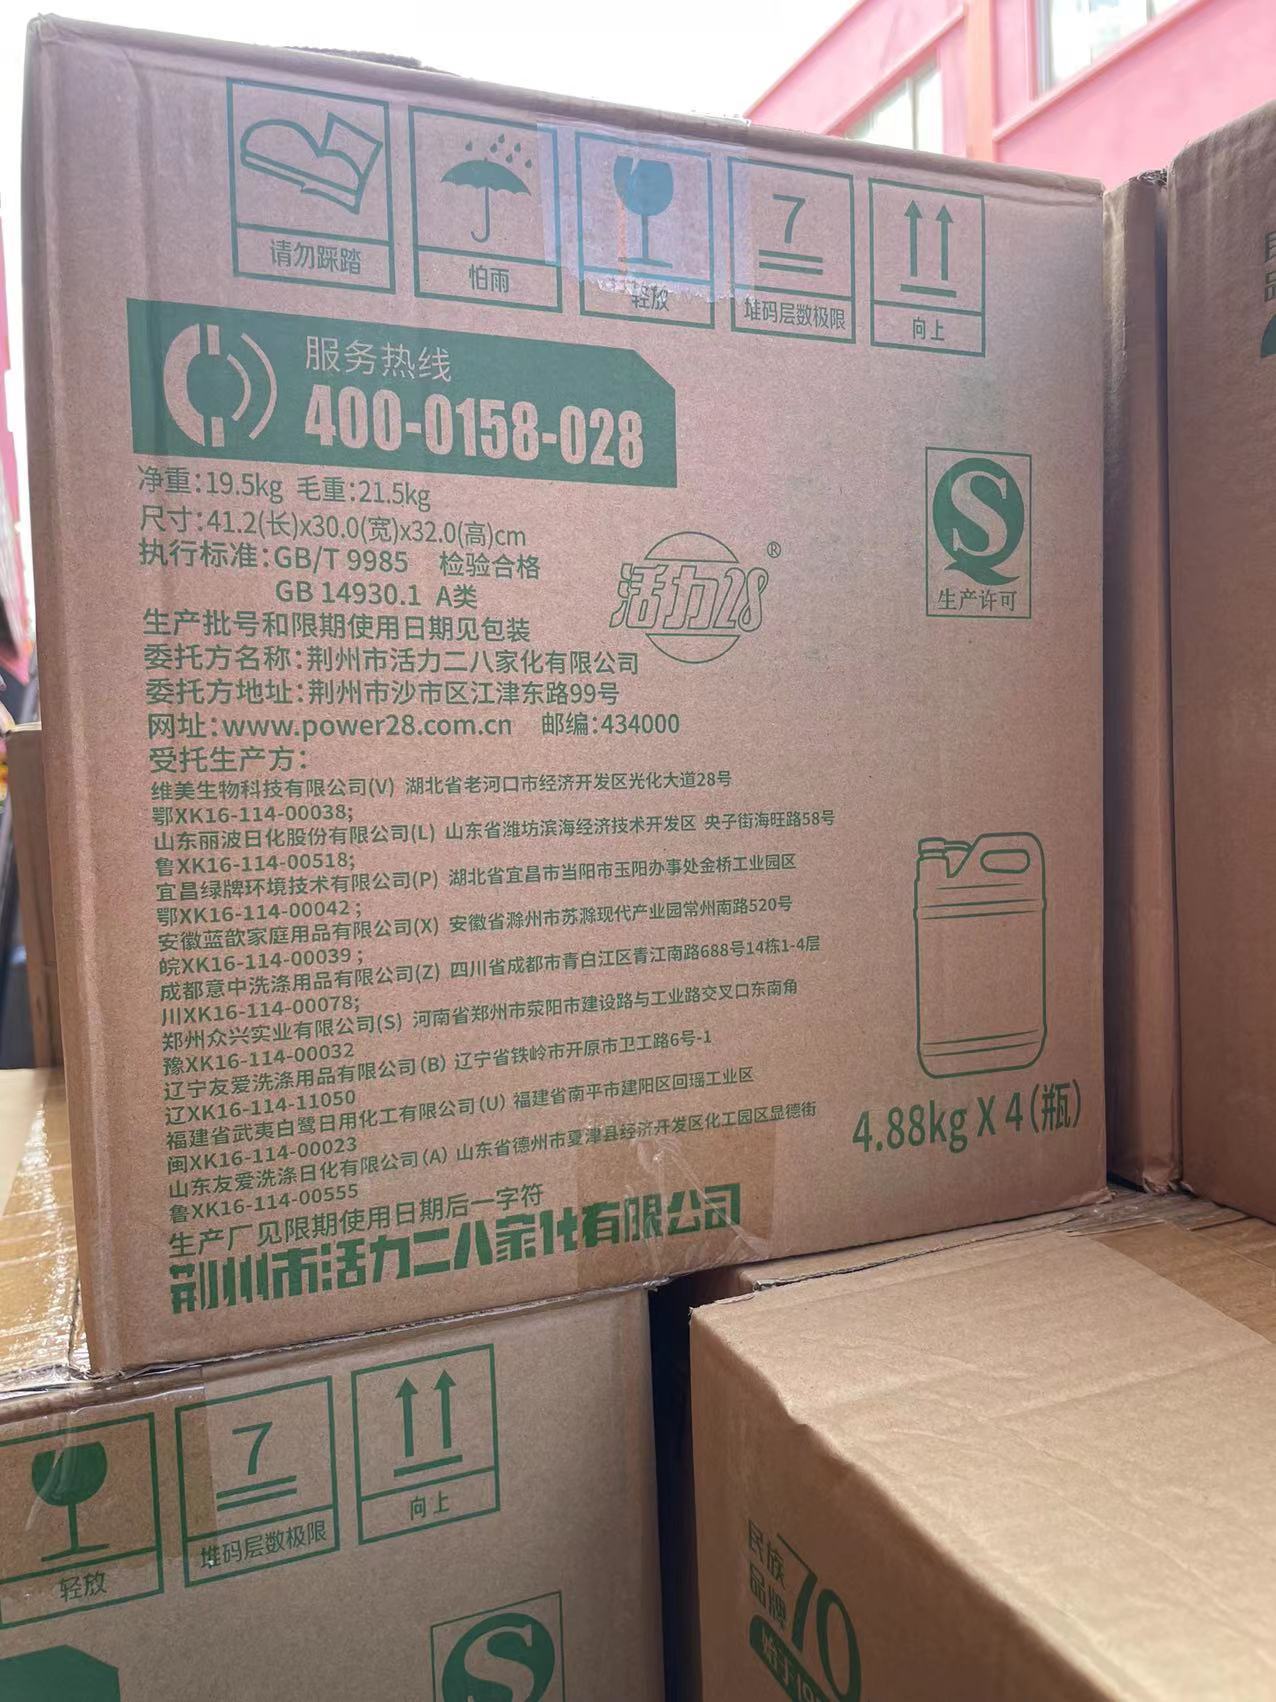 请勿踩踏
怕雨
轻放
7
堆码层数极限
向上
服务热线
400-0158-028
净重:19.5kg 毛重:21.5kg
尺寸:41.2(长)x30.0(宽)x32.0(高)cm
执行标准:GB/T 9985 检验合格
GB 14930.1 A类
活力28®
S
生产许可
生产批号和限期使用日期见包装
委托方名称:荆州市活力二八家化有限公司
委托方地址:荆州市沙市区江津东路99号
网址:www.power28.com.cn 邮编:434000
受托生产方:
维美生物科技有限公司(V) 湖北省老河口市经济开发区光化大道28号
鄂XK16-114-00038;
山东丽波日化股份有限公司(L) 山东省潍坊滨海经济技术开发区 央子街海旺路58号
鲁XK16-114-00518;
宜昌绿牌环境技术有限公司(P) 湖北省宜昌市当阳市玉阳办事处金桥工业园区
鄂XK16-114-00042;
安徽蓝歆家庭用品有限公司(X) 安徽省滁州市苏滁现代产业园常州南路520号
皖XK16-114-00039;
成都意中洗涤用品有限公司(Z) 四川省成都市青白江区青江南路688号14栋1-4层
川XK16-114-00078;
郑州众兴实业有限公司(S) 河南省郑州市荥阳市建设路与工业路交叉口东南角
豫XK16-114-00032
辽宁友爱洗涤用品有限公司(B) 辽宁省铁岭市开原市卫工路6号-1
辽XK16-114-11050
福建省武夷白鹭日用化工有限公司(U) 福建省南平市建阳区回瑶工业区
闽XK16-114-00023
山东友爱洗涤日化有限公司(A) 山东省德州市夏津县经济开发区化工园区显德街
鲁XK16-114-00555
生产厂见限期使用日期后一字符
荆州市活力二八家化有限公司
4.88kg X 4(瓶)
轻放
7
堆码层数极限
向上
S
民族
品牌
70
始于